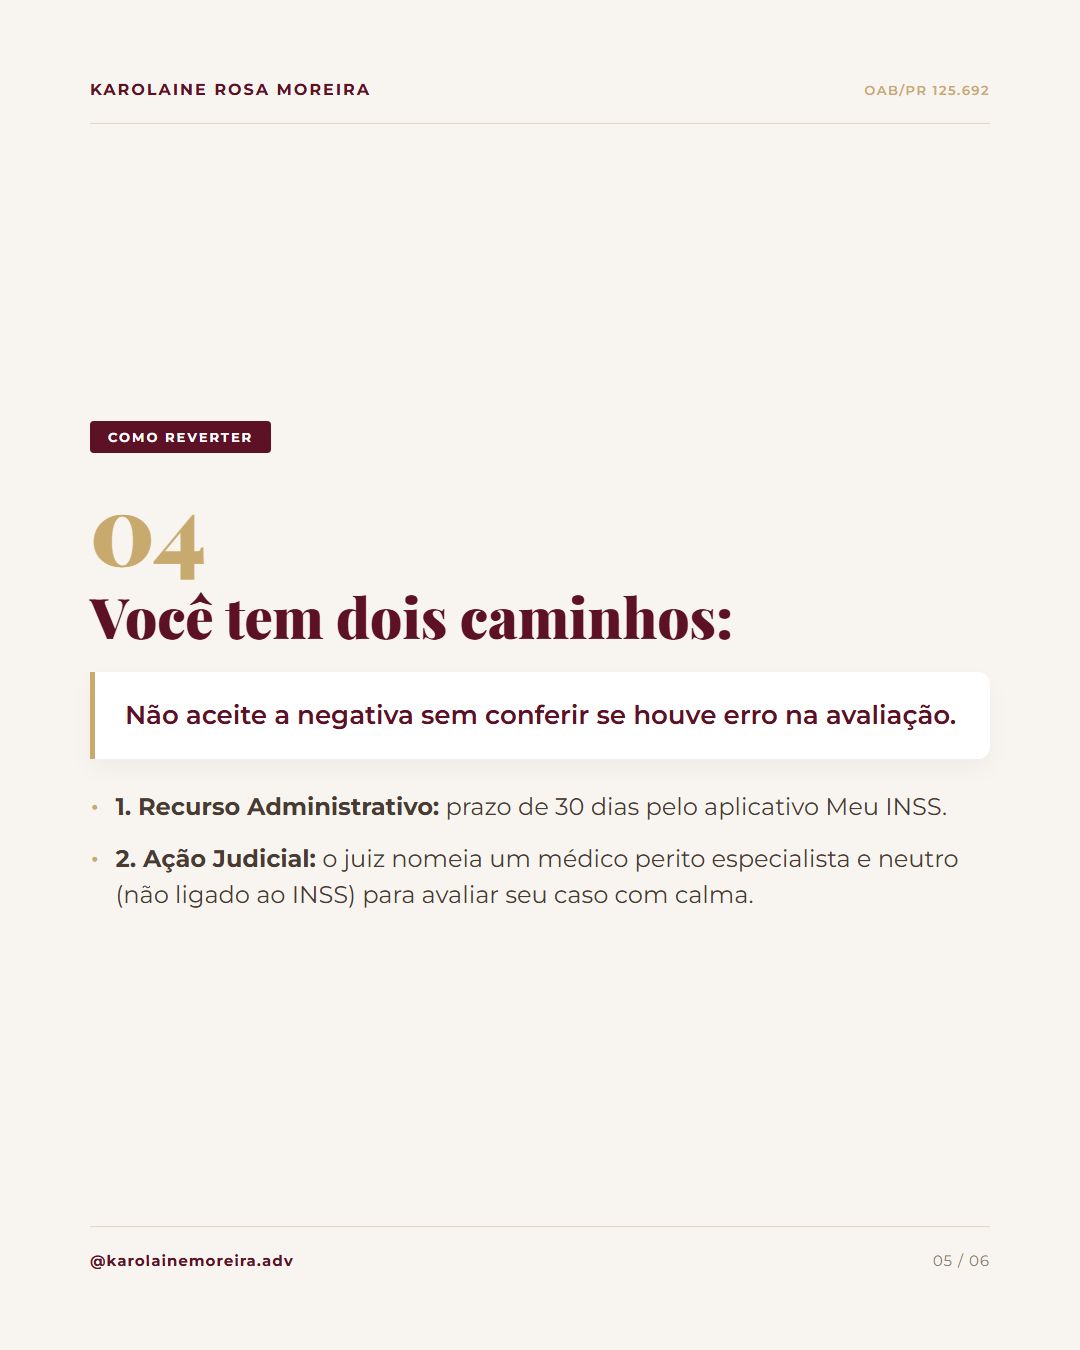 KAROLAINE ROSA MOREIRA
OAB/PR 125.692
COMO REVERTER
04
Você tem dois caminhos:
Não aceite a negativa sem conferir se houve erro na avaliação.
• 1. Recurso Administrativo: prazo de 30 dias pelo aplicativo Meu INSS.
• 2. Ação Judicial: o juiz nomeia um médico perito especialista e neutro
(não ligado ao INSS) para avaliar seu caso com calma.
@karolainemoreira.adv
05 / 06